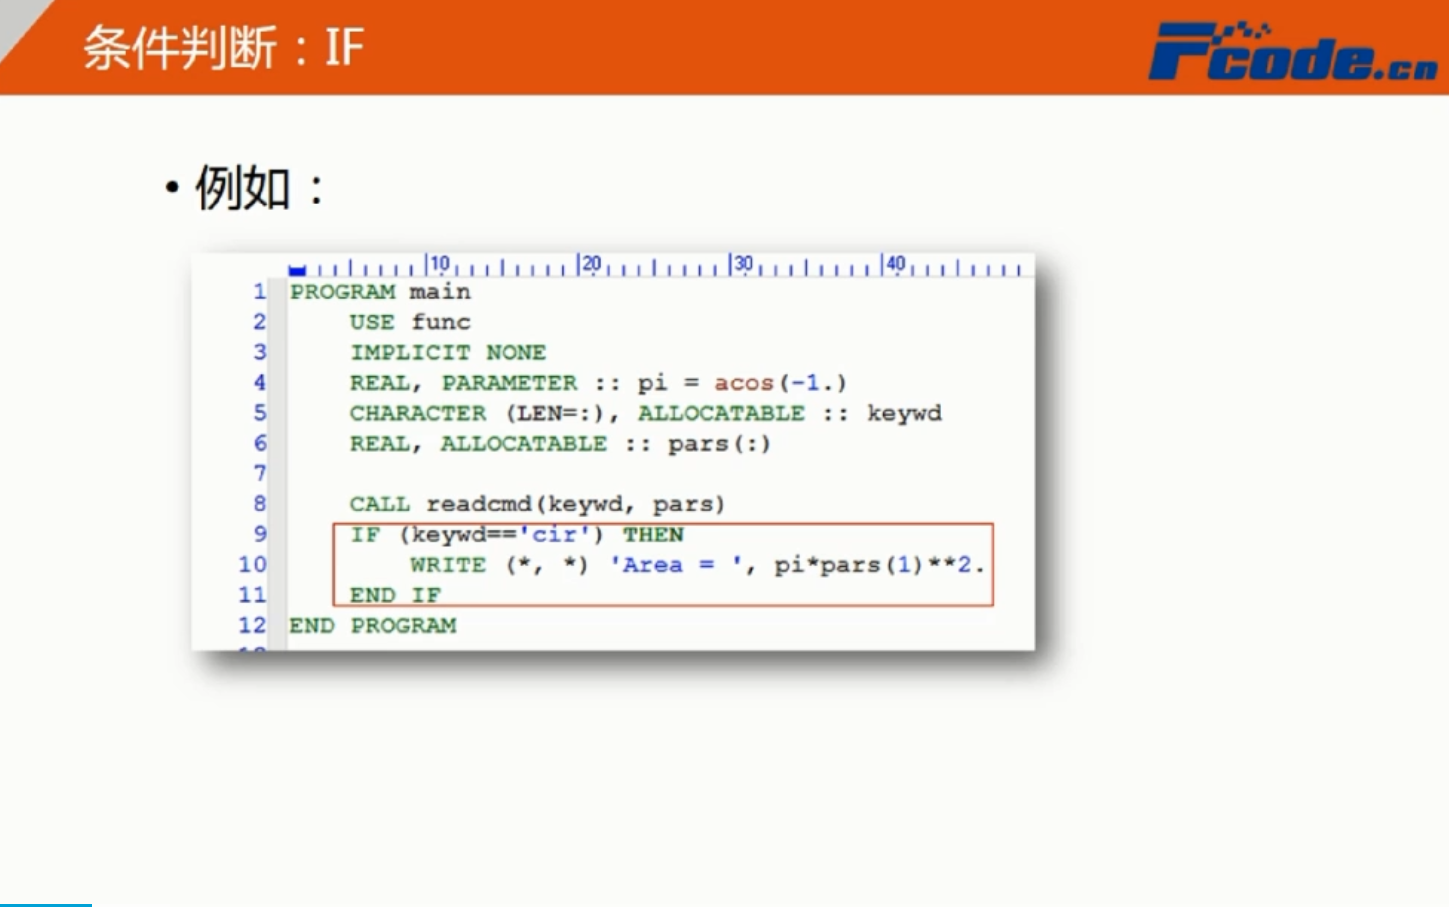 条件判断：IF
Fcode.cn
• 例如：
10 20 30 40
1 PROGRAM main
2 USE func
3 IMPLICIT NONE
4 REAL, PARAMETER :: pi = acos(-1.)
5 CHARACTER (LEN=:), ALLOCATABLE :: keywd
6 REAL, ALLOCATABLE :: pars(:)
7
8 CALL readcmd(keywd, pars)
9 IF (keywd=='cir') THEN
10 WRITE (*, *) 'Area = ', pi*pars(1)**2.
11 END IF
12 END PROGRAM